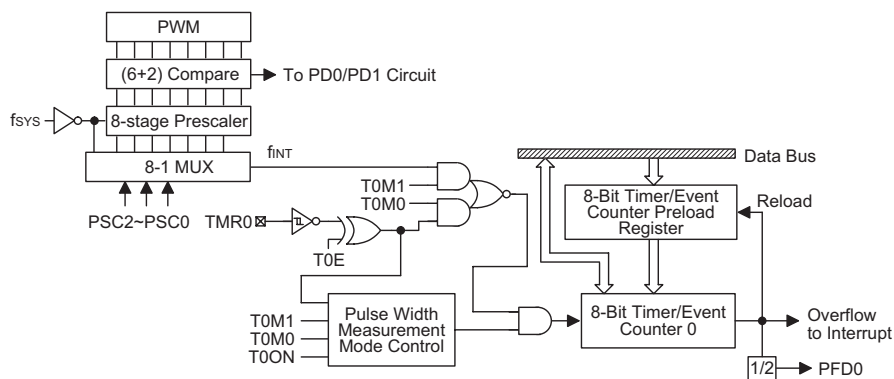 PWM
(6+2) Compare
To PD0/PD1 Circuit
fSYS
8-stage Prescaler
8-1 MUX
fINT
PSC2~PSC0
TMR0
T0E
T0M1
T0M0
Data Bus
8-Bit Timer/Event
Counter Preload
Register
Reload
T0M1
T0M0
T0ON
Pulse Width
Measurement
Mode Control
8-Bit Timer/Event
Counter 0
Overflow
to Interrupt
1/2
PFD0